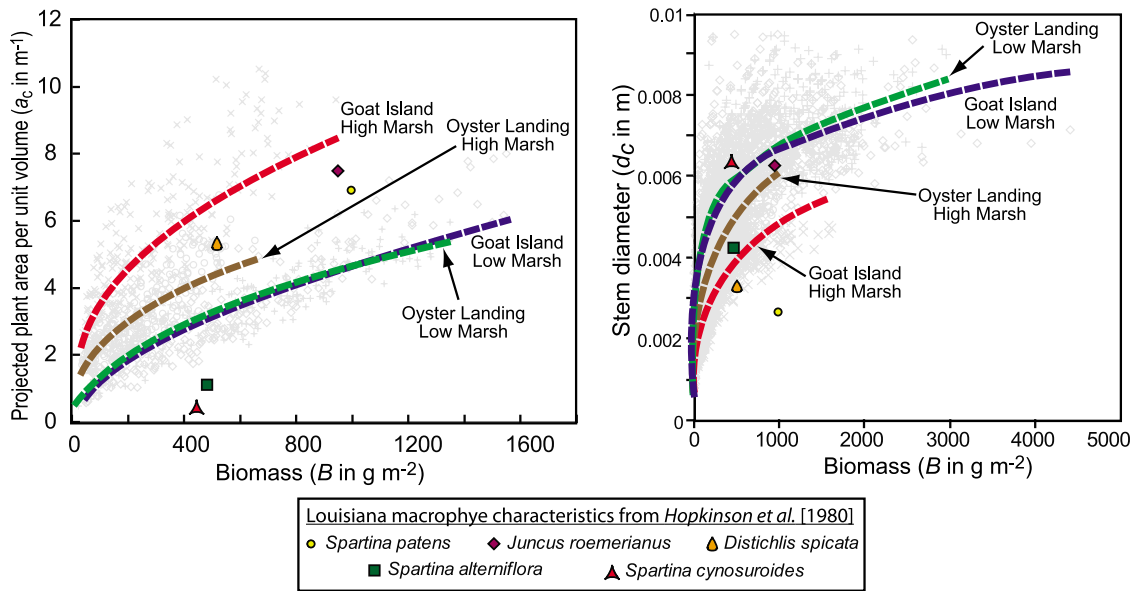 12
10
8
6
4
2
0
Projected plant area per unit volume (ac in m-1)
0
400
800
1200
1600
Biomass (B in g m-2)
Goat Island
High Marsh
Oyster Landing
High Marsh
Goat Island
Low Marsh
Oyster Landing
Low Marsh
0.01
0.008
0.006
0.004
0.002
0
Stem diameter (dc in m)
0
1000
2000
3000
4000
5000
Biomass (B in g m-2)
Oyster Landing
Low Marsh
Goat Island
Low Marsh
Oyster Landing
High Marsh
Goat Island
High Marsh
Louisiana macrophye characteristics from Hopkinson et al. [1980]
Spartina patens Juncus roemerianus Distichlis spicata
Spartina alterniflora Spartina cynosuroides